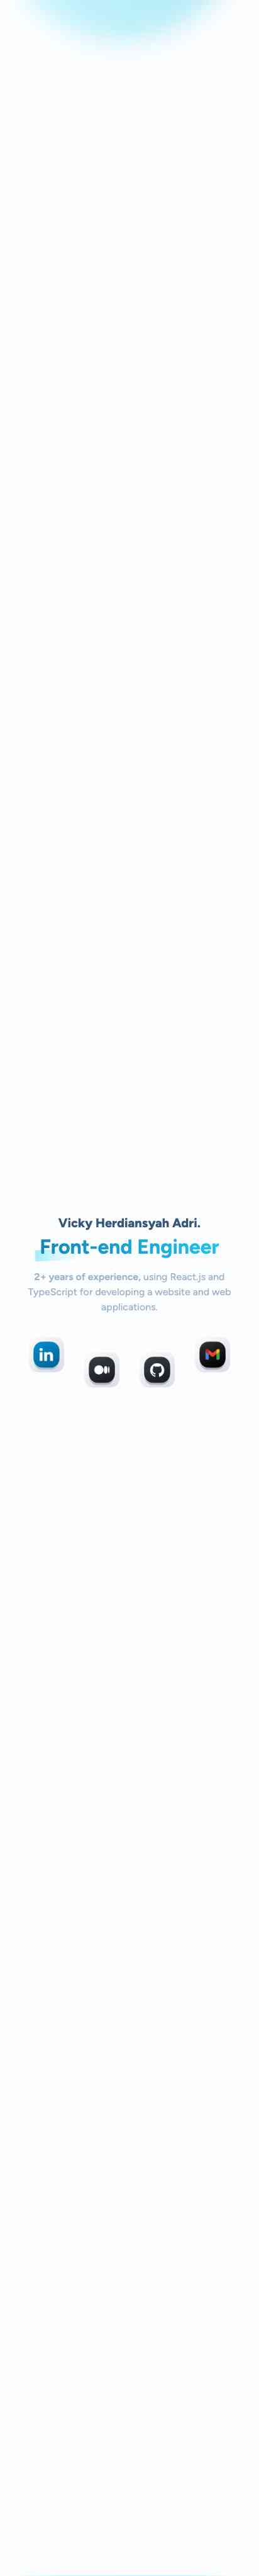 Vicky Herdiansyah Adri.
Front-end Engineer
2+ years of experience, using React.js and
TypeScript for developing a website and web
applications.
in